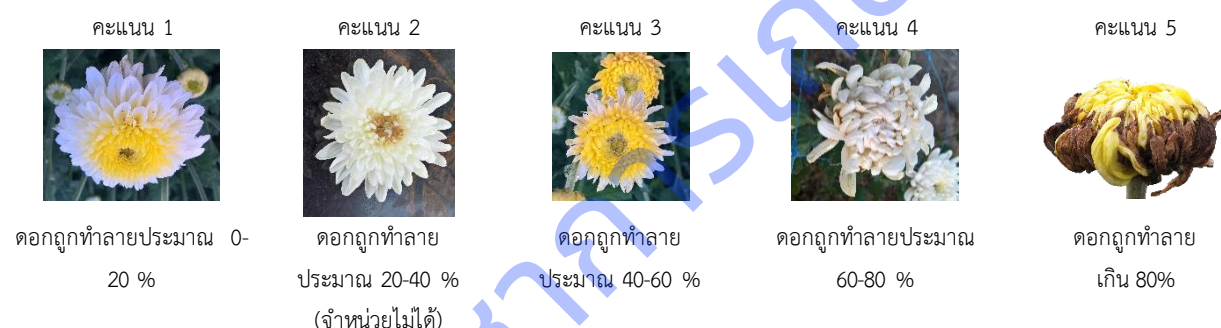 คะแนน 1
คะแนน 2
คะแนน 3
คะแนน 4
คะแนน 5
ดอกถูกทำลายประมาณ 0-
20 %
ดอกถูกทำลาย
ประมาณ 20-40 %
(จำหน่วยไม่ได้)
ดอกถูกทำลาย
ประมาณ 40-60 %
ดอกถูกทำลายประมาณ
60-80 %
ดอกถูกทำลาย
เกิน 80%